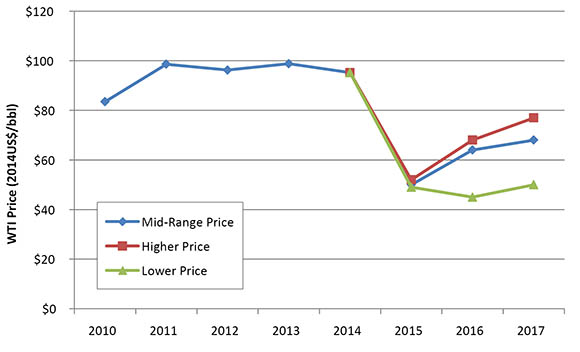 $120
$100
$80
$60
$40
$20
$0
WTI Price (2014US$/bbl)
Mid-Range Price
Higher Price
Lower Price
2010 2011 2012 2013 2014 2015 2016 2017